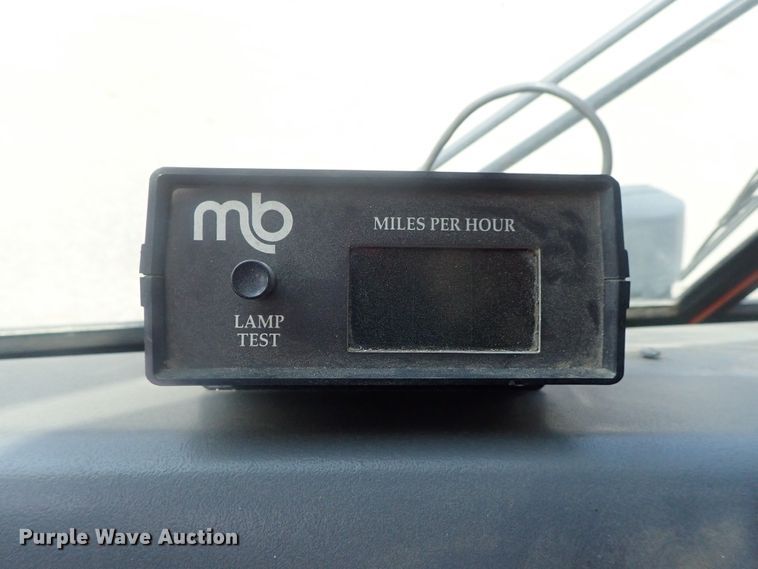 mb
MILES PER HOUR
LAMP
TEST
Purple Wave Auction